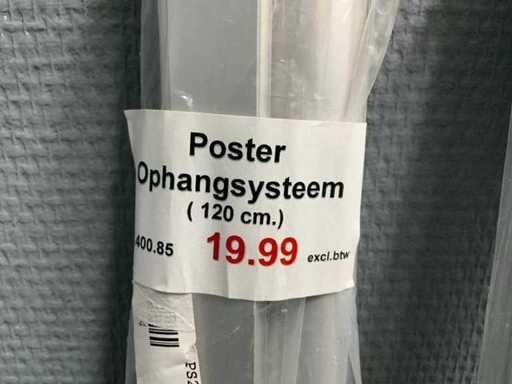 Poster
Ophangsysteem
( 120 cm.)
400.85 19.99 excl.btw